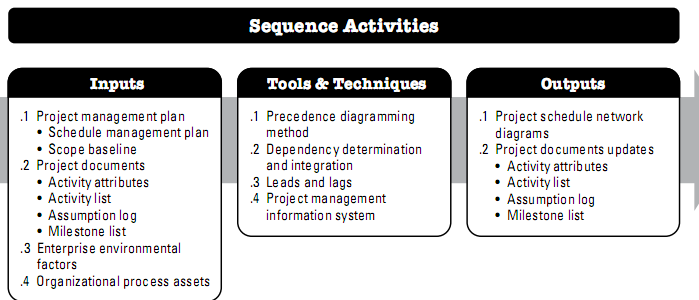 Sequence Activities
Inputs
.1 Project management plan
• Schedule management plan
• Scope baseline
.2 Project documents
• Activity attributes
• Activity list
• Assumption log
• Milestone list
.3 Enterprise environmental
factors
.4 Organizational process assets
Tools & Techniques
.1 Precedence diagramming
method
.2 Dependency determination
and integration
.3 Leads and lags
.4 Project management
information system
Outputs
.1 Project schedule network
diagrams
.2 Project documents updates
• Activity attributes
• Activity list
• Assumption log
• Milestone list